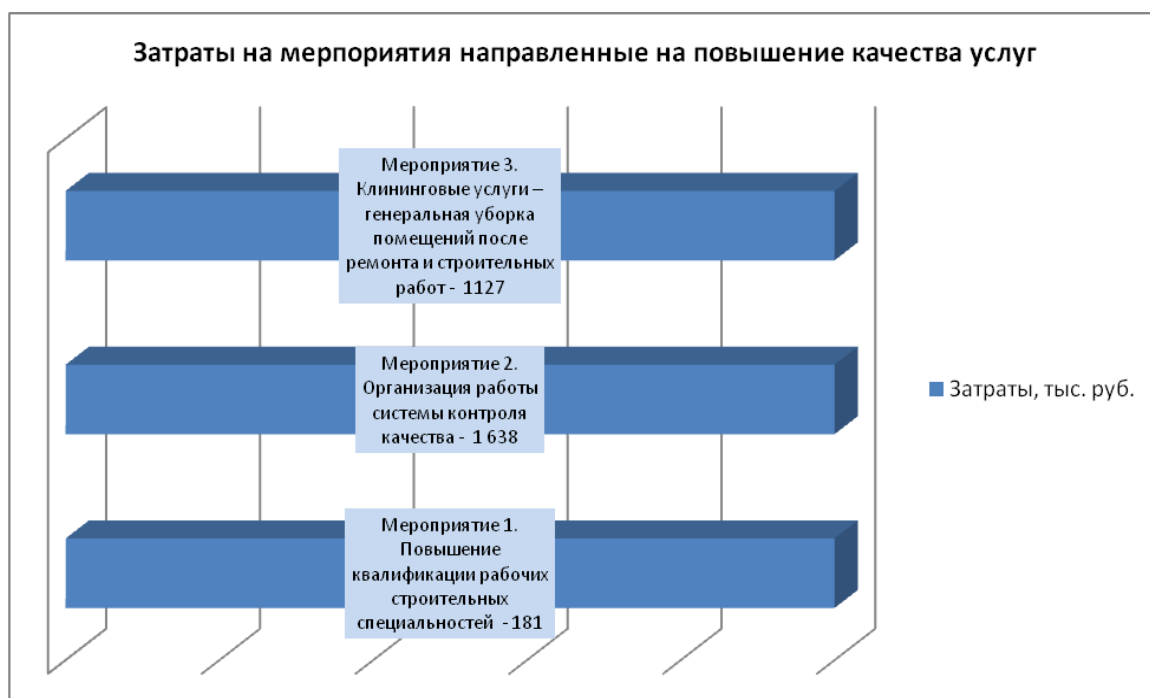 Затраты на мерпориятия направленные на повышение качества услуг
Мероприятие 3.
Клининговые услуги –
генеральная уборка
помещений после
ремонта и строительных
работ - 1127
Мероприятие 2.
Организация работы
системы контроля
качества - 1 638
Затраты, тыс. руб.
Мероприятие 1.
Повышение
квалификации рабочих
строительных
специальностей - 181